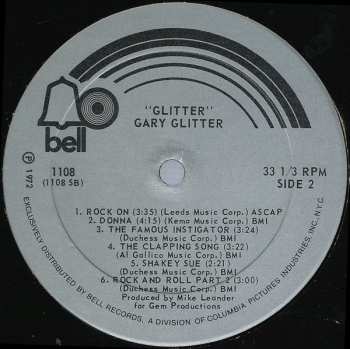 bell
"GLITTER"
GARY GLITTER
1108
(1108 SB)
33 1/3 RPM
SIDE 2
Ⓟ 1972
1. ROCK ON (3:35) (Leeds Music Corp.) ASCAP
2. DONNA (4:15) (Kema Music Corp.) BMI
3. THE FAMOUS INSTIGATOR (3:24)
(Duchess Music Corp.) BMI
4. THE CLAPPING SONG (3:22)
(Al Gallico Music Corp.) BMI
5. SHAKEY SUE (2:21)
(Duchess Music Corp.) BMI
6. ROCK AND ROLL PART 2 (3:00)
(Duchess Music Corp.) BMI
Produced by Mike Leander
for Gem Productions
EXCLUSIVELY DISTRIBUTED BY BELL RECORDS, A DIVISION OF COLUMBIA PICTURES INDUSTRIES, INC., N.Y.C.